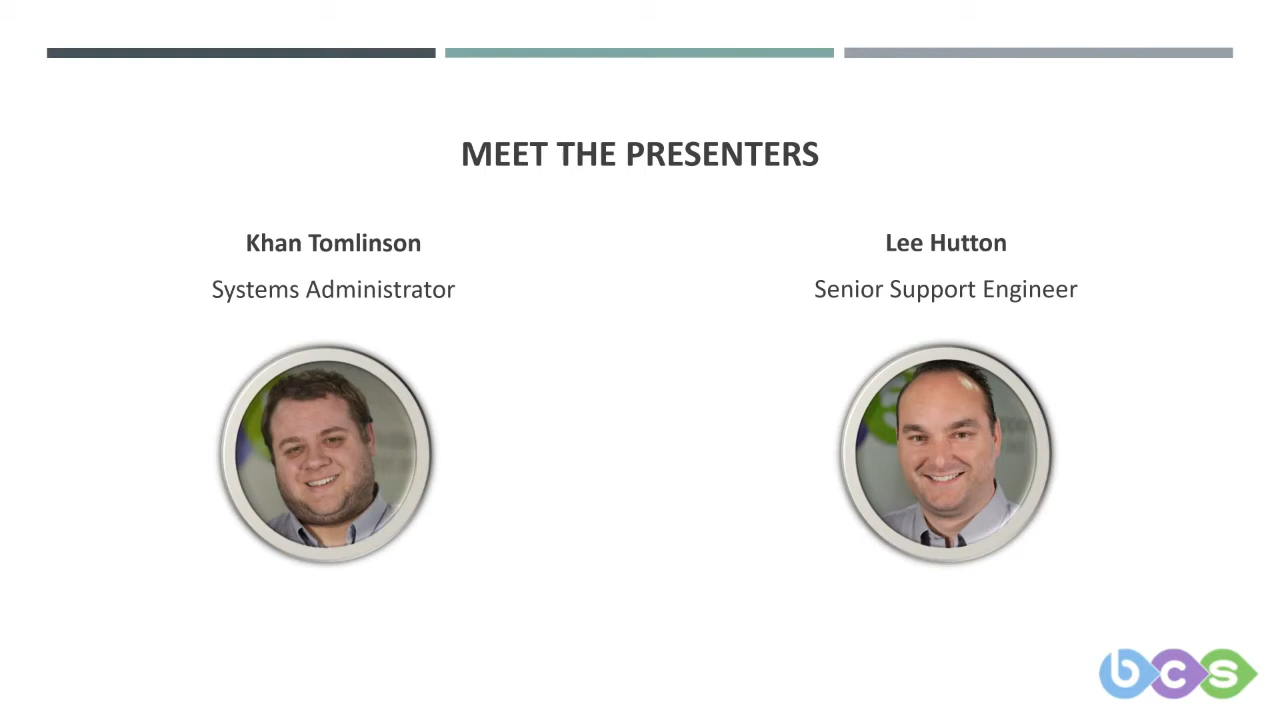 MEET THE PRESENTERS
Khan Tomlinson
Systems Administrator
Lee Hutton
Senior Support Engineer
bcs